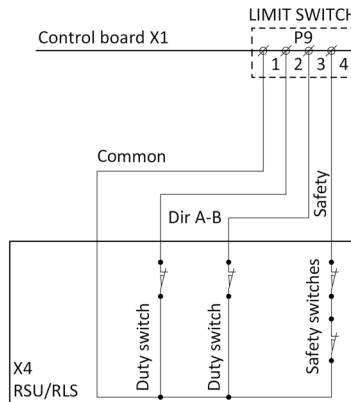 LIMIT SWITCH
Control board X1
P9
1 2 3 4
Common
Dir A-B
Safety
Duty switch
Duty switch
Safety switches
X4
RSU/RLS